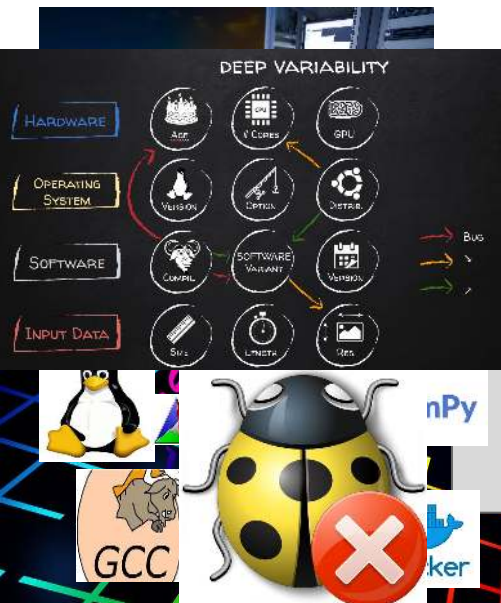 DEEP VARIABILITY
HARDWARE
AGE
# CORES
GPU
OPERATING
SYSTEM
VERSION
OPTION
DISTRIB.
BUG
SOFTWARE
COMPIL.
SOFTWARE
VARIANT
VERSION
INPUT DATA
SIZE
LENGTH
RES.
mPy
GCC
ker